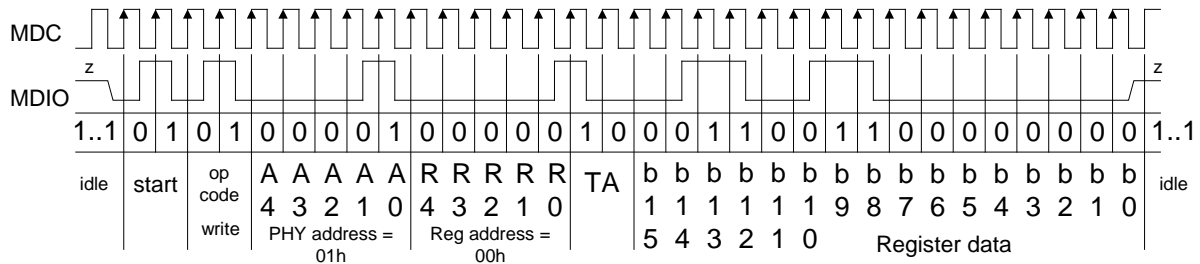 MDC
z z
MDIO
1..1 0 1 0 1 0 0 0 0 1 0 0 0 0 0 1 0 0 0 1 1 0 0 1 1 0 0 0 0 0 0 0 0 1..1
idle
start
op
code
write
A A A A A
4 3 2 1 0
PHY address =
01h
R R R R R
4 3 2 1 0
Reg address =
00h
TA
b b b b b b b b b b b b b b b b
1 1 1 1 1 1 9 8 7 6 5 4 3 2 1 0
5 4 3 2 1 0
Register data
idle